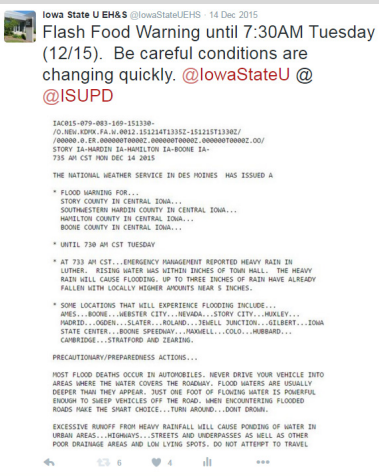 Iowa State U EH&S @IowaStateUEHS · 14 Dec 2015
Flash Food Warning until 7:30AM Tuesday
(12/15). Be careful conditions are
changing quickly. @IowaStateU @
@ISUPD
IAC015-079-083-169-151330-
/O.NEW.KDMX.FA.W.0012.151214T1335Z-151215T1330Z/
/00000.0.ER.000000T0000Z.000000T0000Z.000000T0000Z.OO/
STORY IA-HARDIN IA-HAMILTON IA-BOONE IA-
735 AM CST MON DEC 14 2015
THE NATIONAL WEATHER SERVICE IN DES MOINES HAS ISSUED A
* FLOOD WARNING FOR...
STORY COUNTY IN CENTRAL IOWA...
SOUTHWESTERN HARDIN COUNTY IN CENTRAL IOWA...
HAMILTON COUNTY IN CENTRAL IOWA...
BOONE COUNTY IN CENTRAL IOWA...
* UNTIL 730 AM CST TUESDAY
* AT 733 AM CST...EMERGENCY MANAGEMENT REPORTED HEAVY RAIN IN
LUTHER. RISING WATER WAS WITHIN INCHES OF TOWN HALL. THE HEAVY
RAIN WILL CAUSE FLOODING. UP TO THREE INCHES OF RAIN HAVE ALREADY
FALLEN WITH LOCALLY HIGHER AMOUNTS NEAR 5 INCHES.
* SOME LOCATIONS THAT WILL EXPERIENCE FLOODING INCLUDE...
AMES...BOONE...WEBSTER CITY...NEVADA...STORY CITY...HUXLEY...
MADRID...OGDEN...SLATER...ROLAND...JEWELL JUNCTION...GILBERT...IOWA
STATE CENTER...BOONE SPEEDWAY...MAXWELL...COLO...HUBBARD...
CAMBRIDGE...STRATFORD AND ZEARING.
PRECAUTIONARY/PREPAREDNESS ACTIONS...
MOST FLOOD DEATHS OCCUR IN AUTOMOBILES. NEVER DRIVE YOUR VEHICLE INTO
AREAS WHERE THE WATER COVERS THE ROADWAY. FLOOD WATERS ARE USUALLY
DEEPER THAN THEY APPEAR. JUST ONE FOOT OF FLOWING WATER IS POWERFUL
ENOUGH TO SWEEP VEHICLES OFF THE ROAD. WHEN ENCOUNTERING FLOODED
ROADS MAKE THE SMART CHOICE...TURN AROUND...DONT DROWN.
EXCESSIVE RUNOFF FROM HEAVY RAINFALL WILL CAUSE PONDING OF WATER IN
URBAN AREAS...HIGHWAYS...STREETS AND UNDERPASSES AS WELL AS OTHER
POOR DRAINAGE AREAS AND LOW LYING SPOTS. DO NOT ATTEMPT TO TRAVEL
6 4